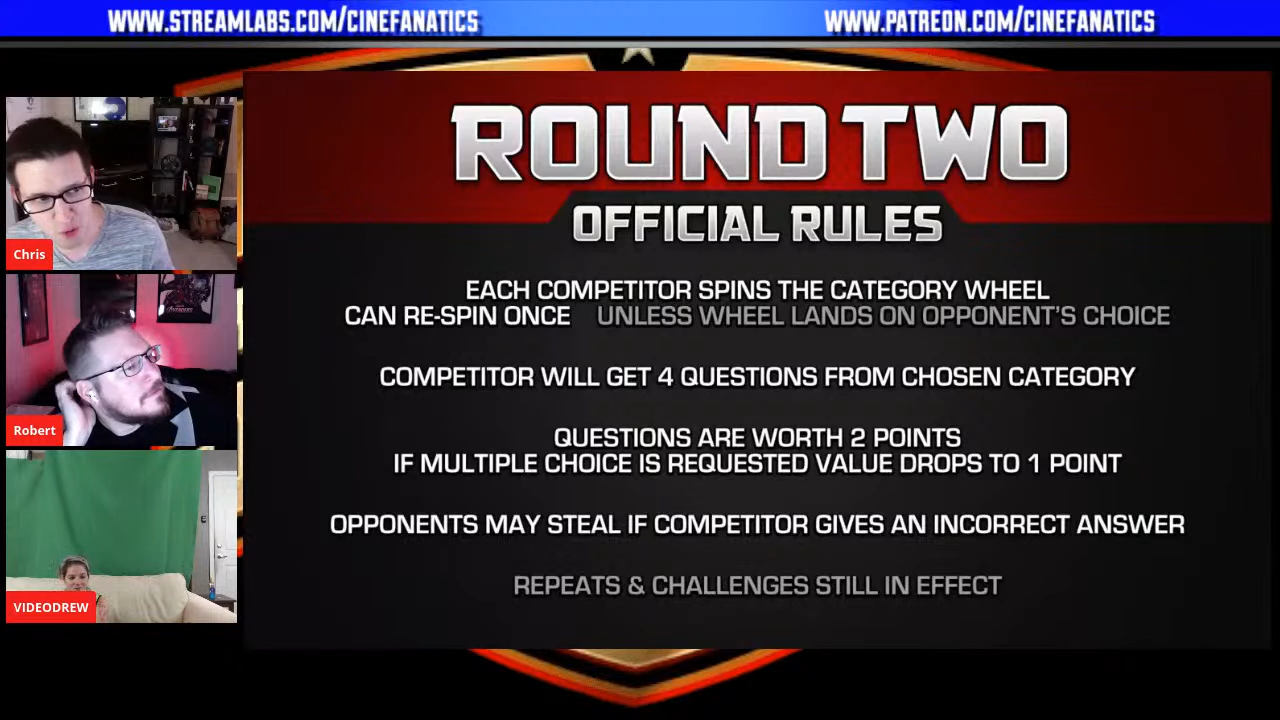 WWW.STREAMLABS.COM/CINEFANATICS
WWW.PATREON.COM/CINEFANATICS
ROUND TWO
OFFICIAL RULES
EACH COMPETITOR SPINS THE CATEGORY WHEEL
CAN RE-SPIN ONCE UNLESS WHEEL LANDS ON OPPONENT'S CHOICE
COMPETITOR WILL GET 4 QUESTIONS FROM CHOSEN CATEGORY
QUESTIONS ARE WORTH 2 POINTS
IF MULTIPLE CHOICE IS REQUESTED VALUE DROPS TO 1 POINT
OPPONENTS MAY STEAL IF COMPETITOR GIVES AN INCORRECT ANSWER
REPEATS & CHALLENGES STILL IN EFFECT
Chris
Robert
VIDEODREW